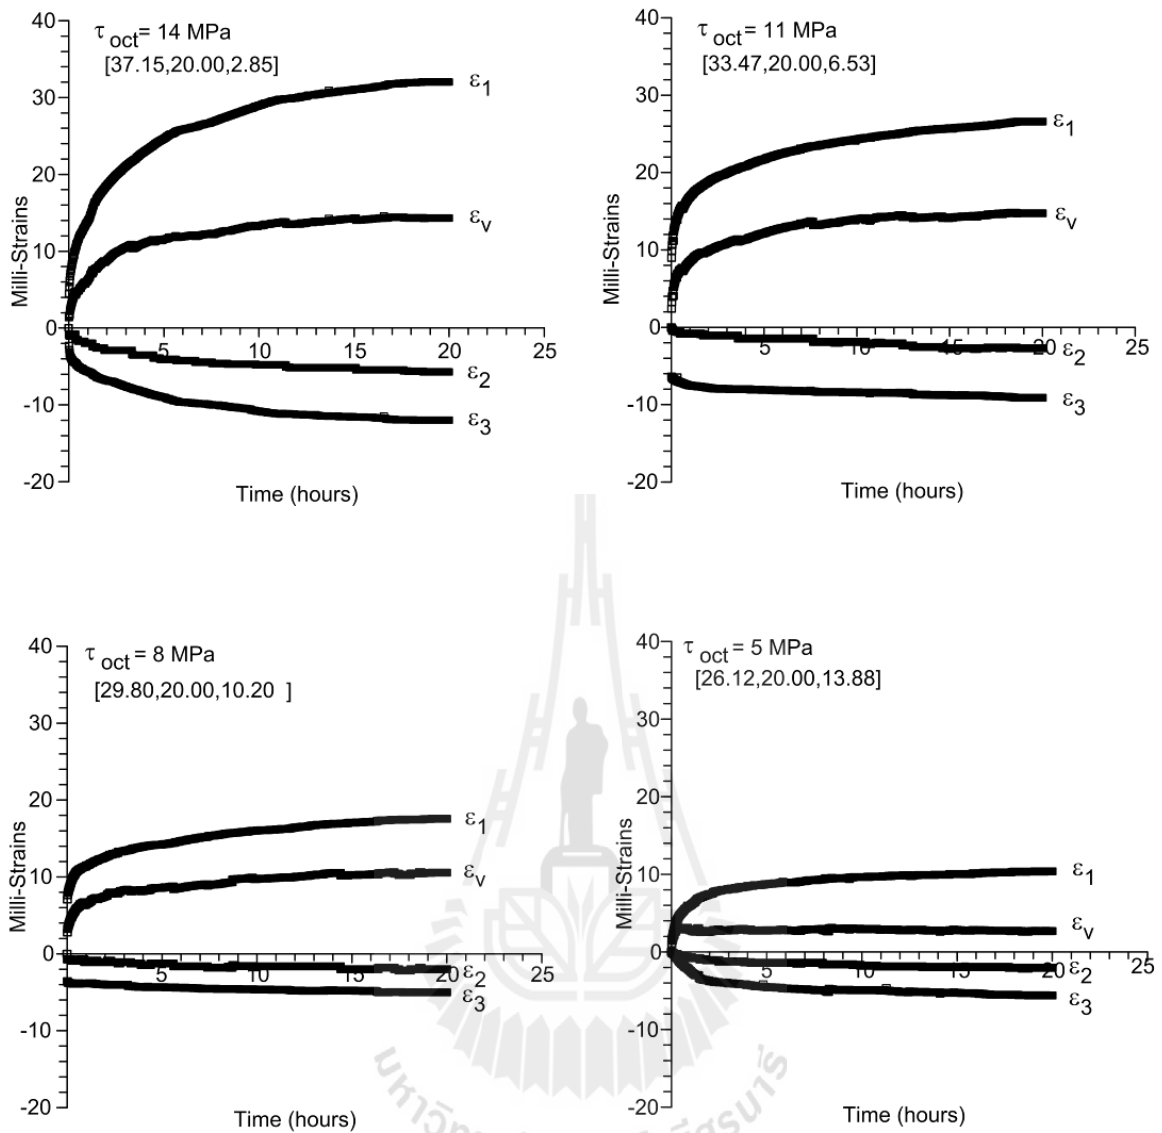 40
30
20
10
0
-10
-20
5
10
15
20
25
τ oct = 14 MPa
[37.15,20.00,2.85]
ε1
εv
ε2
ε3
Milli-Strains
Time (hours)
40
30
20
10
0
-10
-20
5
10
15
20
25
τ oct = 11 MPa
[33.47,20.00,6.53]
ε1
εv
ε2
ε3
Milli-Strains
Time (hours)
40
30
20
10
0
-10
-20
5
10
15
20
25
τ oct = 8 MPa
[29.80,20.00,10.20 ]
ε1
εv
ε2
ε3
Milli-Strains
Time (hours)
40
30
20
10
0
-10
-20
5
10
15
20
25
τ oct = 5 MPa
[26.12,20.00,13.88]
ε1
εv
ε2
ε3
Milli-Strains
Time (hours)